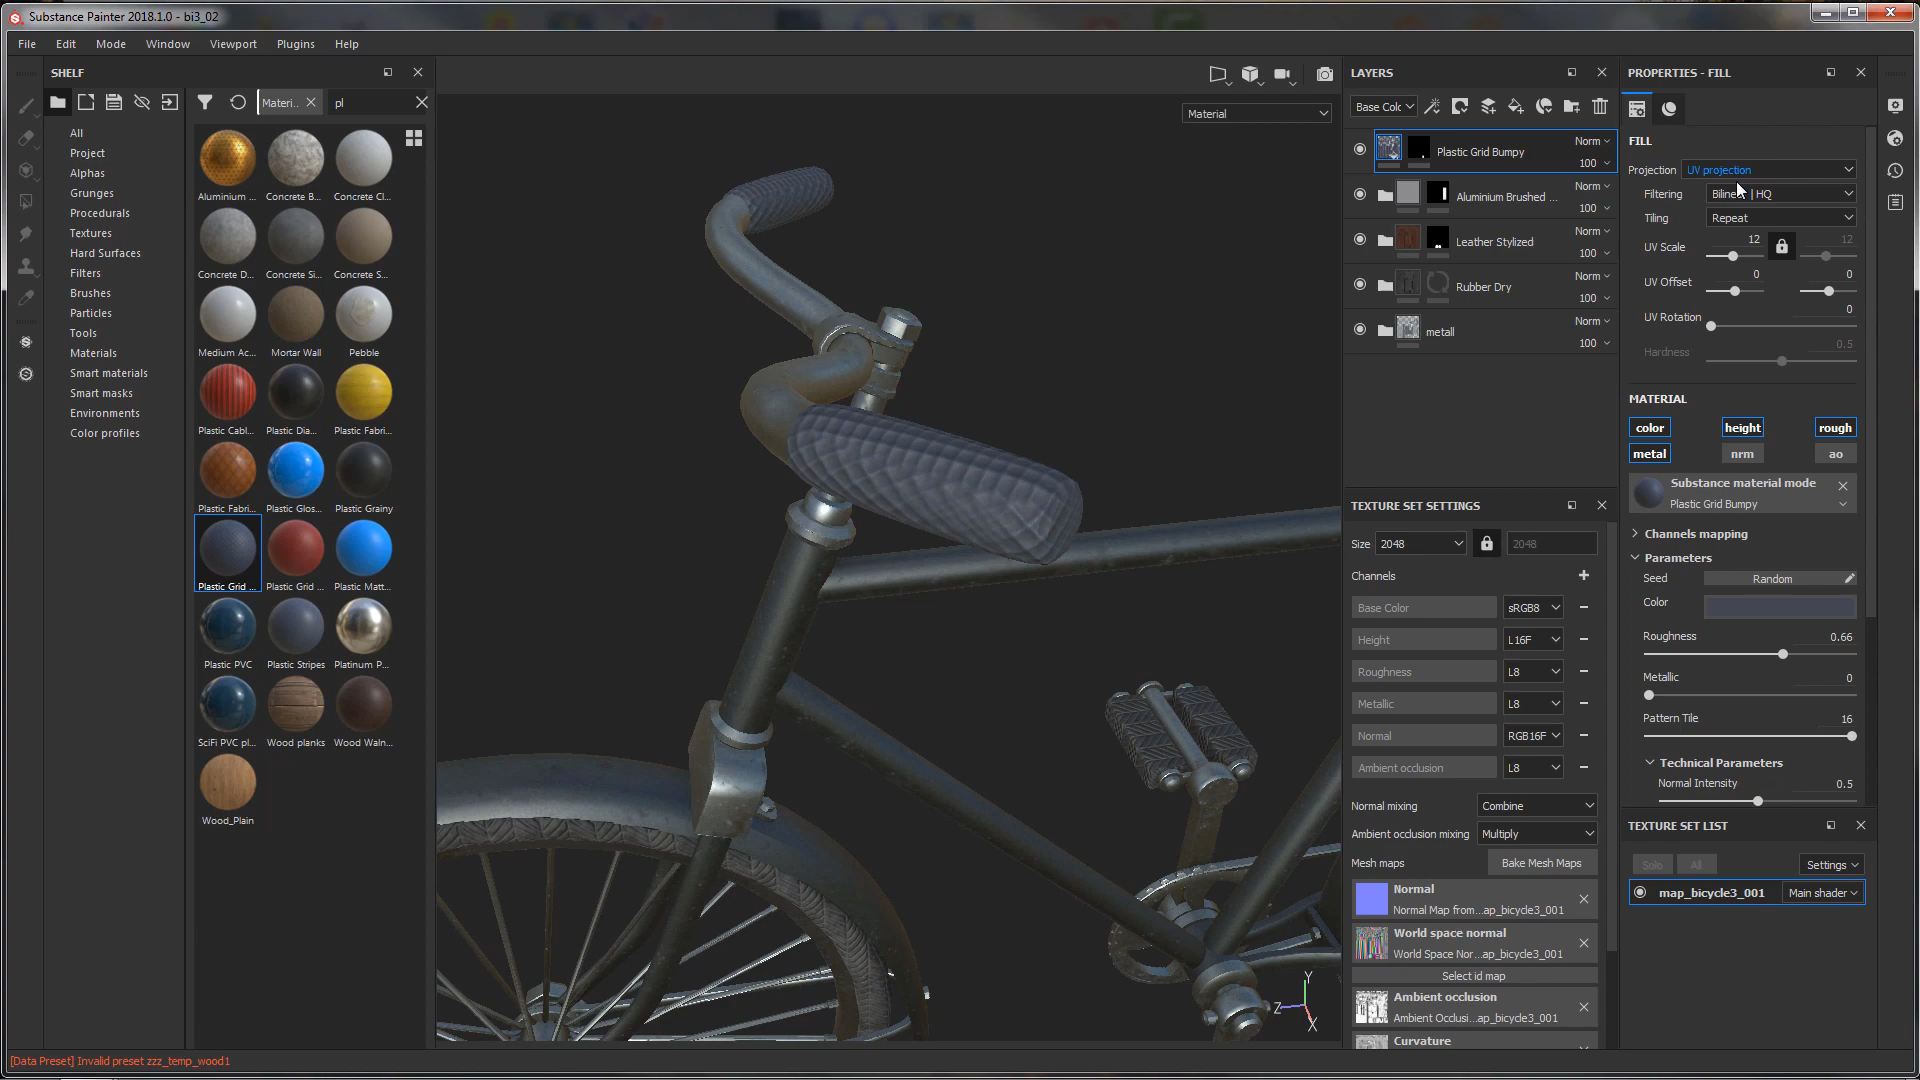 Substance Painter 2018.1.0 - bi3_02
File Edit Mode Window Viewport Plugins Help
SHELF
Materi.. pl
All
Project
Alphas
Grunges
Procedurals
Textures
Hard Surfaces
Filters
Brushes
Particles
Tools
Materials
Smart materials
Smart masks
Environments
Color profiles
Aluminium ... Concrete B... Concrete Cl...
Concrete D... Concrete Si... Concrete S...
Medium Ac... Mortar Wall Pebble
Plastic Cabl... Plastic Dia... Plastic Fabri...
Plastic Fabri... Plastic Glos... Plastic Grainy
Plastic Grid ... Plastic Grid ... Plastic Matt...
Plastic PVC Plastic Stripes Platinum P...
SciFi PVC pl... Wood planks Wood Waln...
Wood_Plain
Material
Z Y X
LAYERS
Base Colc
Plastic Grid Bumpy Norm 100
Aluminium Brushed ... Norm 100
Leather Stylized Norm 100
Rubber Dry Norm 100
metall Norm 100
TEXTURE SET SETTINGS
Size 2048 2048
Channels
Base Color sRGB8
Height L16F
Roughness L8
Metallic L8
Normal RGB16F
Ambient occlusion L8
Normal mixing Combine
Ambient occlusion mixing Multiply
Mesh maps Bake Mesh Maps
Normal
Normal Map from...ap_bicycle3_001
World space normal
World Space Nor...ap_bicycle3_001
Select id map
Ambient occlusion
Ambient Occlusi...ap_bicycle3_001
Curvature
PROPERTIES - FILL
FILL
Projection UV projection
Filtering | HQ
Tiling Repeat
UV Scale 12 12
UV Offset 0 0
UV Rotation 0
Hardness 0.5
MATERIAL
color height rough
metal nrm ao
Substance material mode
Plastic Grid Bumpy
Channels mapping
Parameters
Seed Random
Color
Roughness 0.66
Metallic 0
Pattern Tile 16
Technical Parameters
Normal Intensity 0.5
TEXTURE SET LIST
Solo All Settings
map_bicycle3_001 Main shader
[Data Preset] Invalid preset zzz_temp_wood1